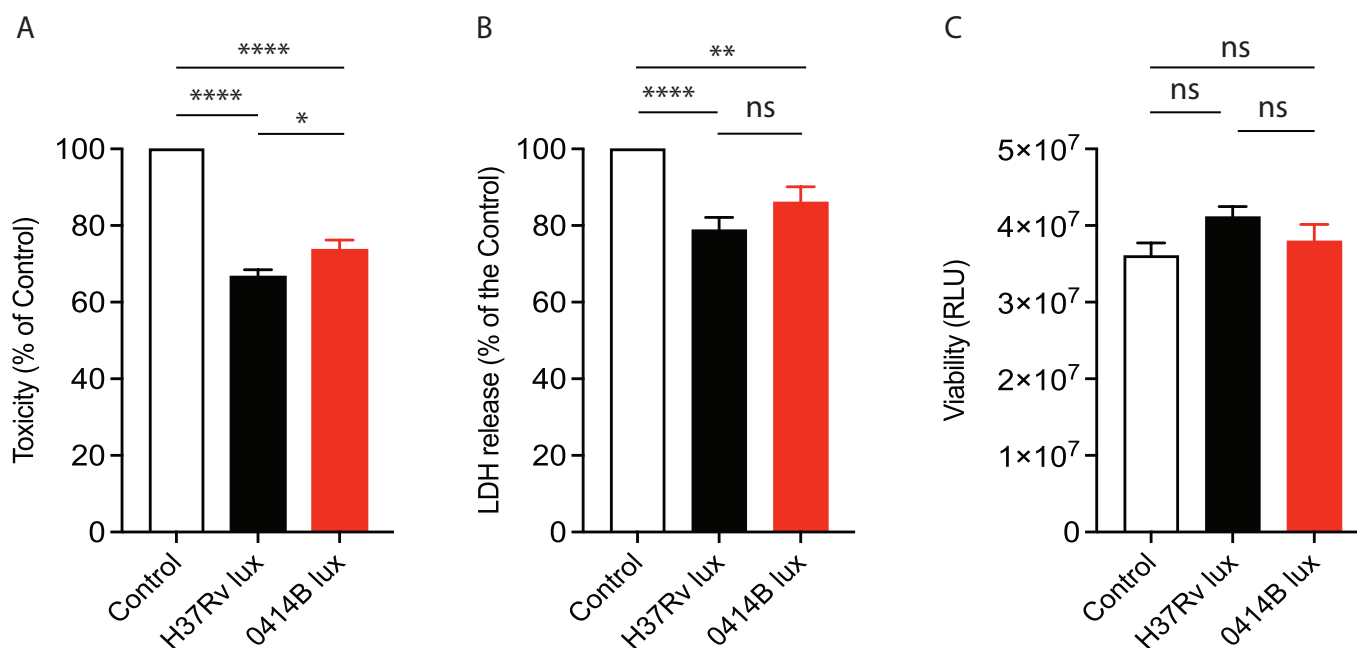 A
****
****
*
Toxicity (% of Control)
100
80
60
40
20
0
Control
H37Rv lux
0414B lux
B
**
****
ns
LDH release (% of the Control)
100
80
60
40
20
0
Control
H37Rv lux
0414B lux
C
ns
ns
ns
Viability (RLU)
5×10⁷
4×10⁷
3×10⁷
2×10⁷
1×10⁷
0
Control
H37Rv lux
0414B lux